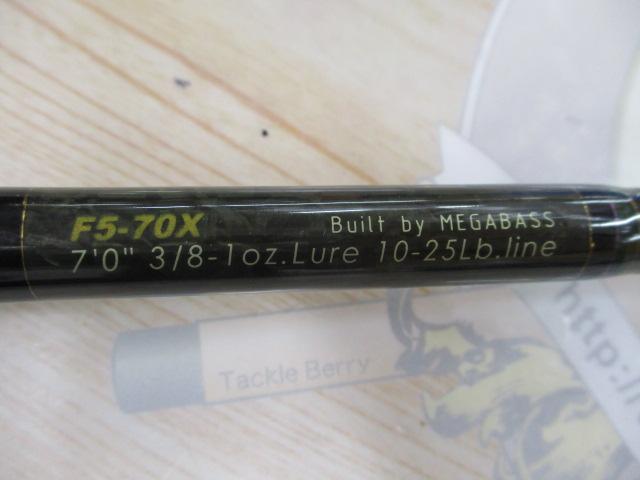 F5-70X Built by MEGABASS
7'0" 3/8-1oz.Lure 10-25Lb.line
Tackle Berry
http:/